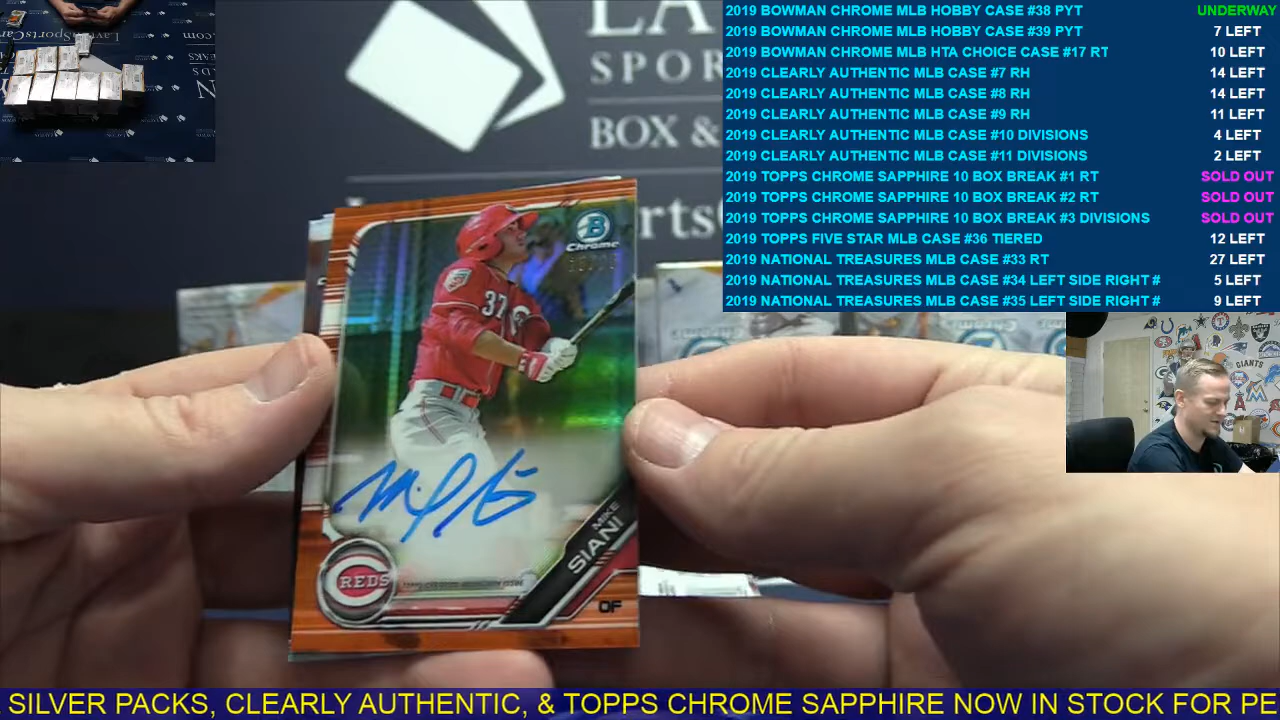 2019 BOWMAN CHROME MLB HOBBY CASE #38 PYT UNDERWAY
2019 BOWMAN CHROME MLB HOBBY CASE #39 PYT 7 LEFT
2019 BOWMAN CHROME MLB HTA CHOICE CASE #17 RT 10 LEFT
2019 CLEARLY AUTHENTIC MLB CASE #7 RH 14 LEFT
2019 CLEARLY AUTHENTIC MLB CASE #8 RH 14 LEFT
2019 CLEARLY AUTHENTIC MLB CASE #9 RH 11 LEFT
2019 CLEARLY AUTHENTIC MLB CASE #10 DIVISIONS 4 LEFT
2019 CLEARLY AUTHENTIC MLB CASE #11 DIVISIONS 2 LEFT
2019 TOPPS CHROME SAPPHIRE 10 BOX BREAK #1 RT SOLD OUT
2019 TOPPS CHROME SAPPHIRE 10 BOX BREAK #2 RT SOLD OUT
2019 TOPPS CHROME SAPPHIRE 10 BOX BREAK #3 DIVISIONS SOLD OUT
2019 TOPPS FIVE STAR MLB CASE #36 TIERED 12 LEFT
2019 NATIONAL TREASURES MLB CASE #33 RT 27 LEFT
2019 NATIONAL TREASURES MLB CASE #34 LEFT SIDE RIGHT # 5 LEFT
2019 NATIONAL TREASURES MLB CASE #35 LEFT SIDE RIGHT # 9 LEFT
LA
SPOR
BOX &
rtsC
B
Chrome
37
MIKE
SIANI
REDS
OF
GIANTS
SILVER PACKS, CLEARLY AUTHENTIC, & TOPPS CHROME SAPPHIRE NOW IN STOCK FOR PE